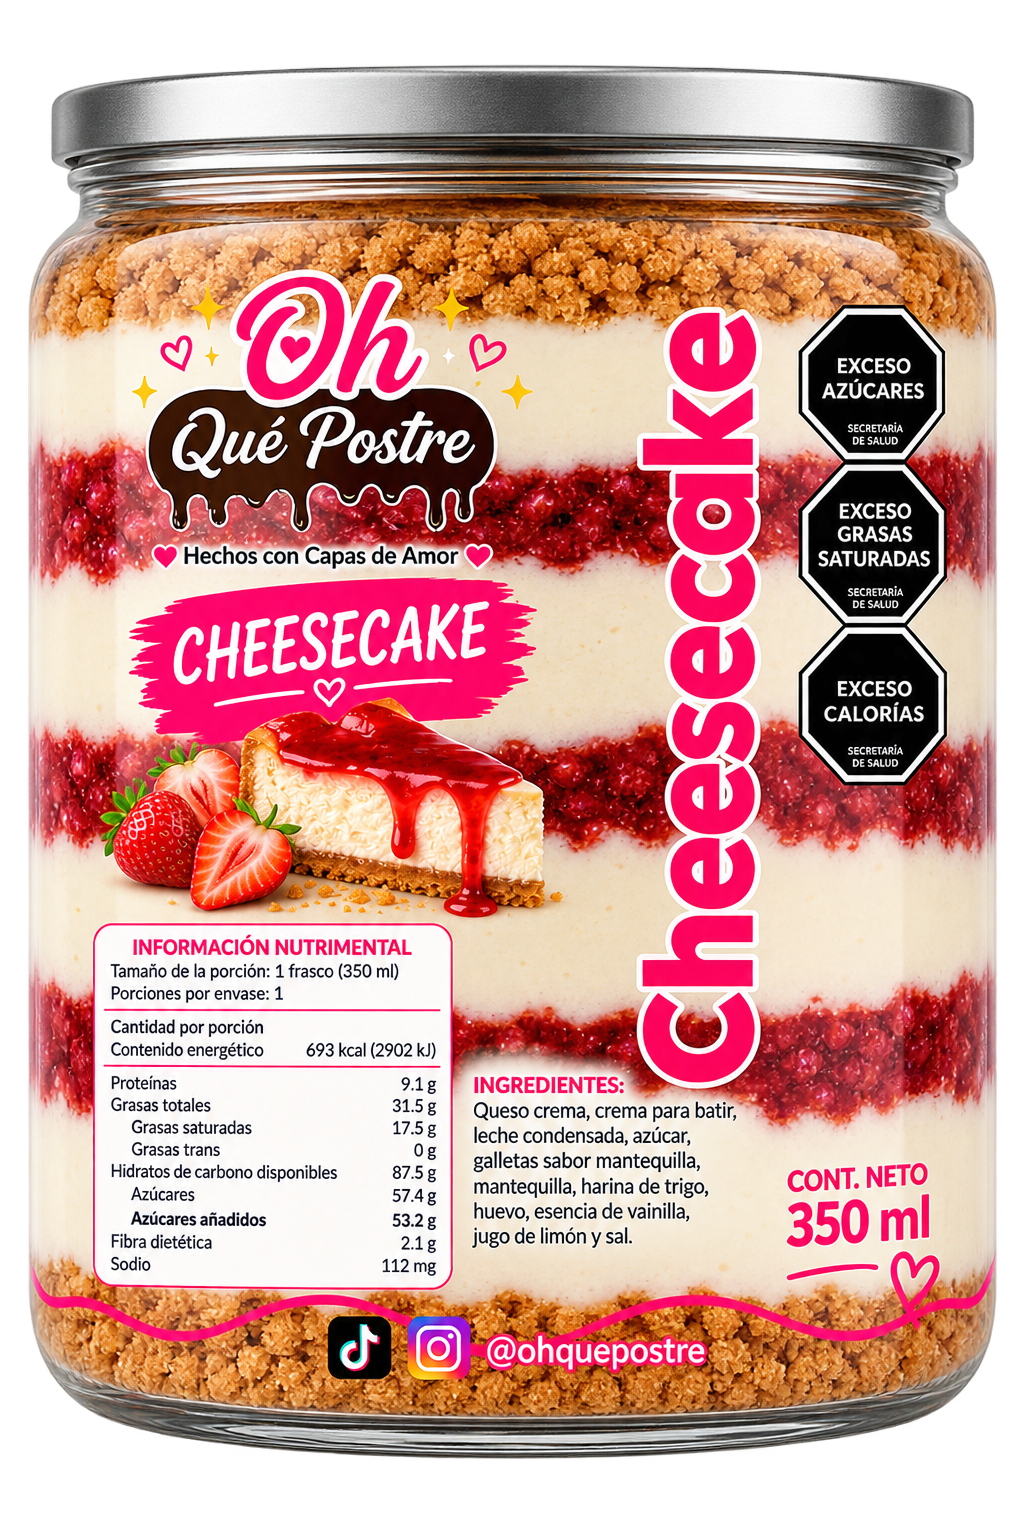 Oh
Qué Postre
Hechos con Capas de Amor
CHEESECAKE
Cheesecake
EXCESO
AZÚCARES
SECRETARÍA
DE SALUD
EXCESO
GRASAS
SATURADAS
SECRETARÍA
DE SALUD
EXCESO
CALORÍAS
SECRETARÍA
DE SALUD
INFORMACIÓN NUTRIMENTAL
Tamaño de la porción: 1 frasco (350 ml)
Porciones por envase: 1
Cantidad por porción
Contenido energético 693 kcal (2902 kJ)
Proteínas 9.1 g
Grasas totales 31.5 g
Grasas saturadas 17.5 g
Grasas trans 0 g
Hidratos de carbono disponibles 87.5 g
Azúcares 57.4 g
Azúcares añadidos 53.2 g
Fibra dietética 2.1 g
Sodio 112 mg
INGREDIENTES:
Queso crema, crema para batir,
leche condensada, azúcar,
galletas sabor mantequilla,
mantequilla, harina de trigo,
huevo, esencia de vainilla,
jugo de limón y sal.
CONT. NETO
350 ml
@ohquepostre